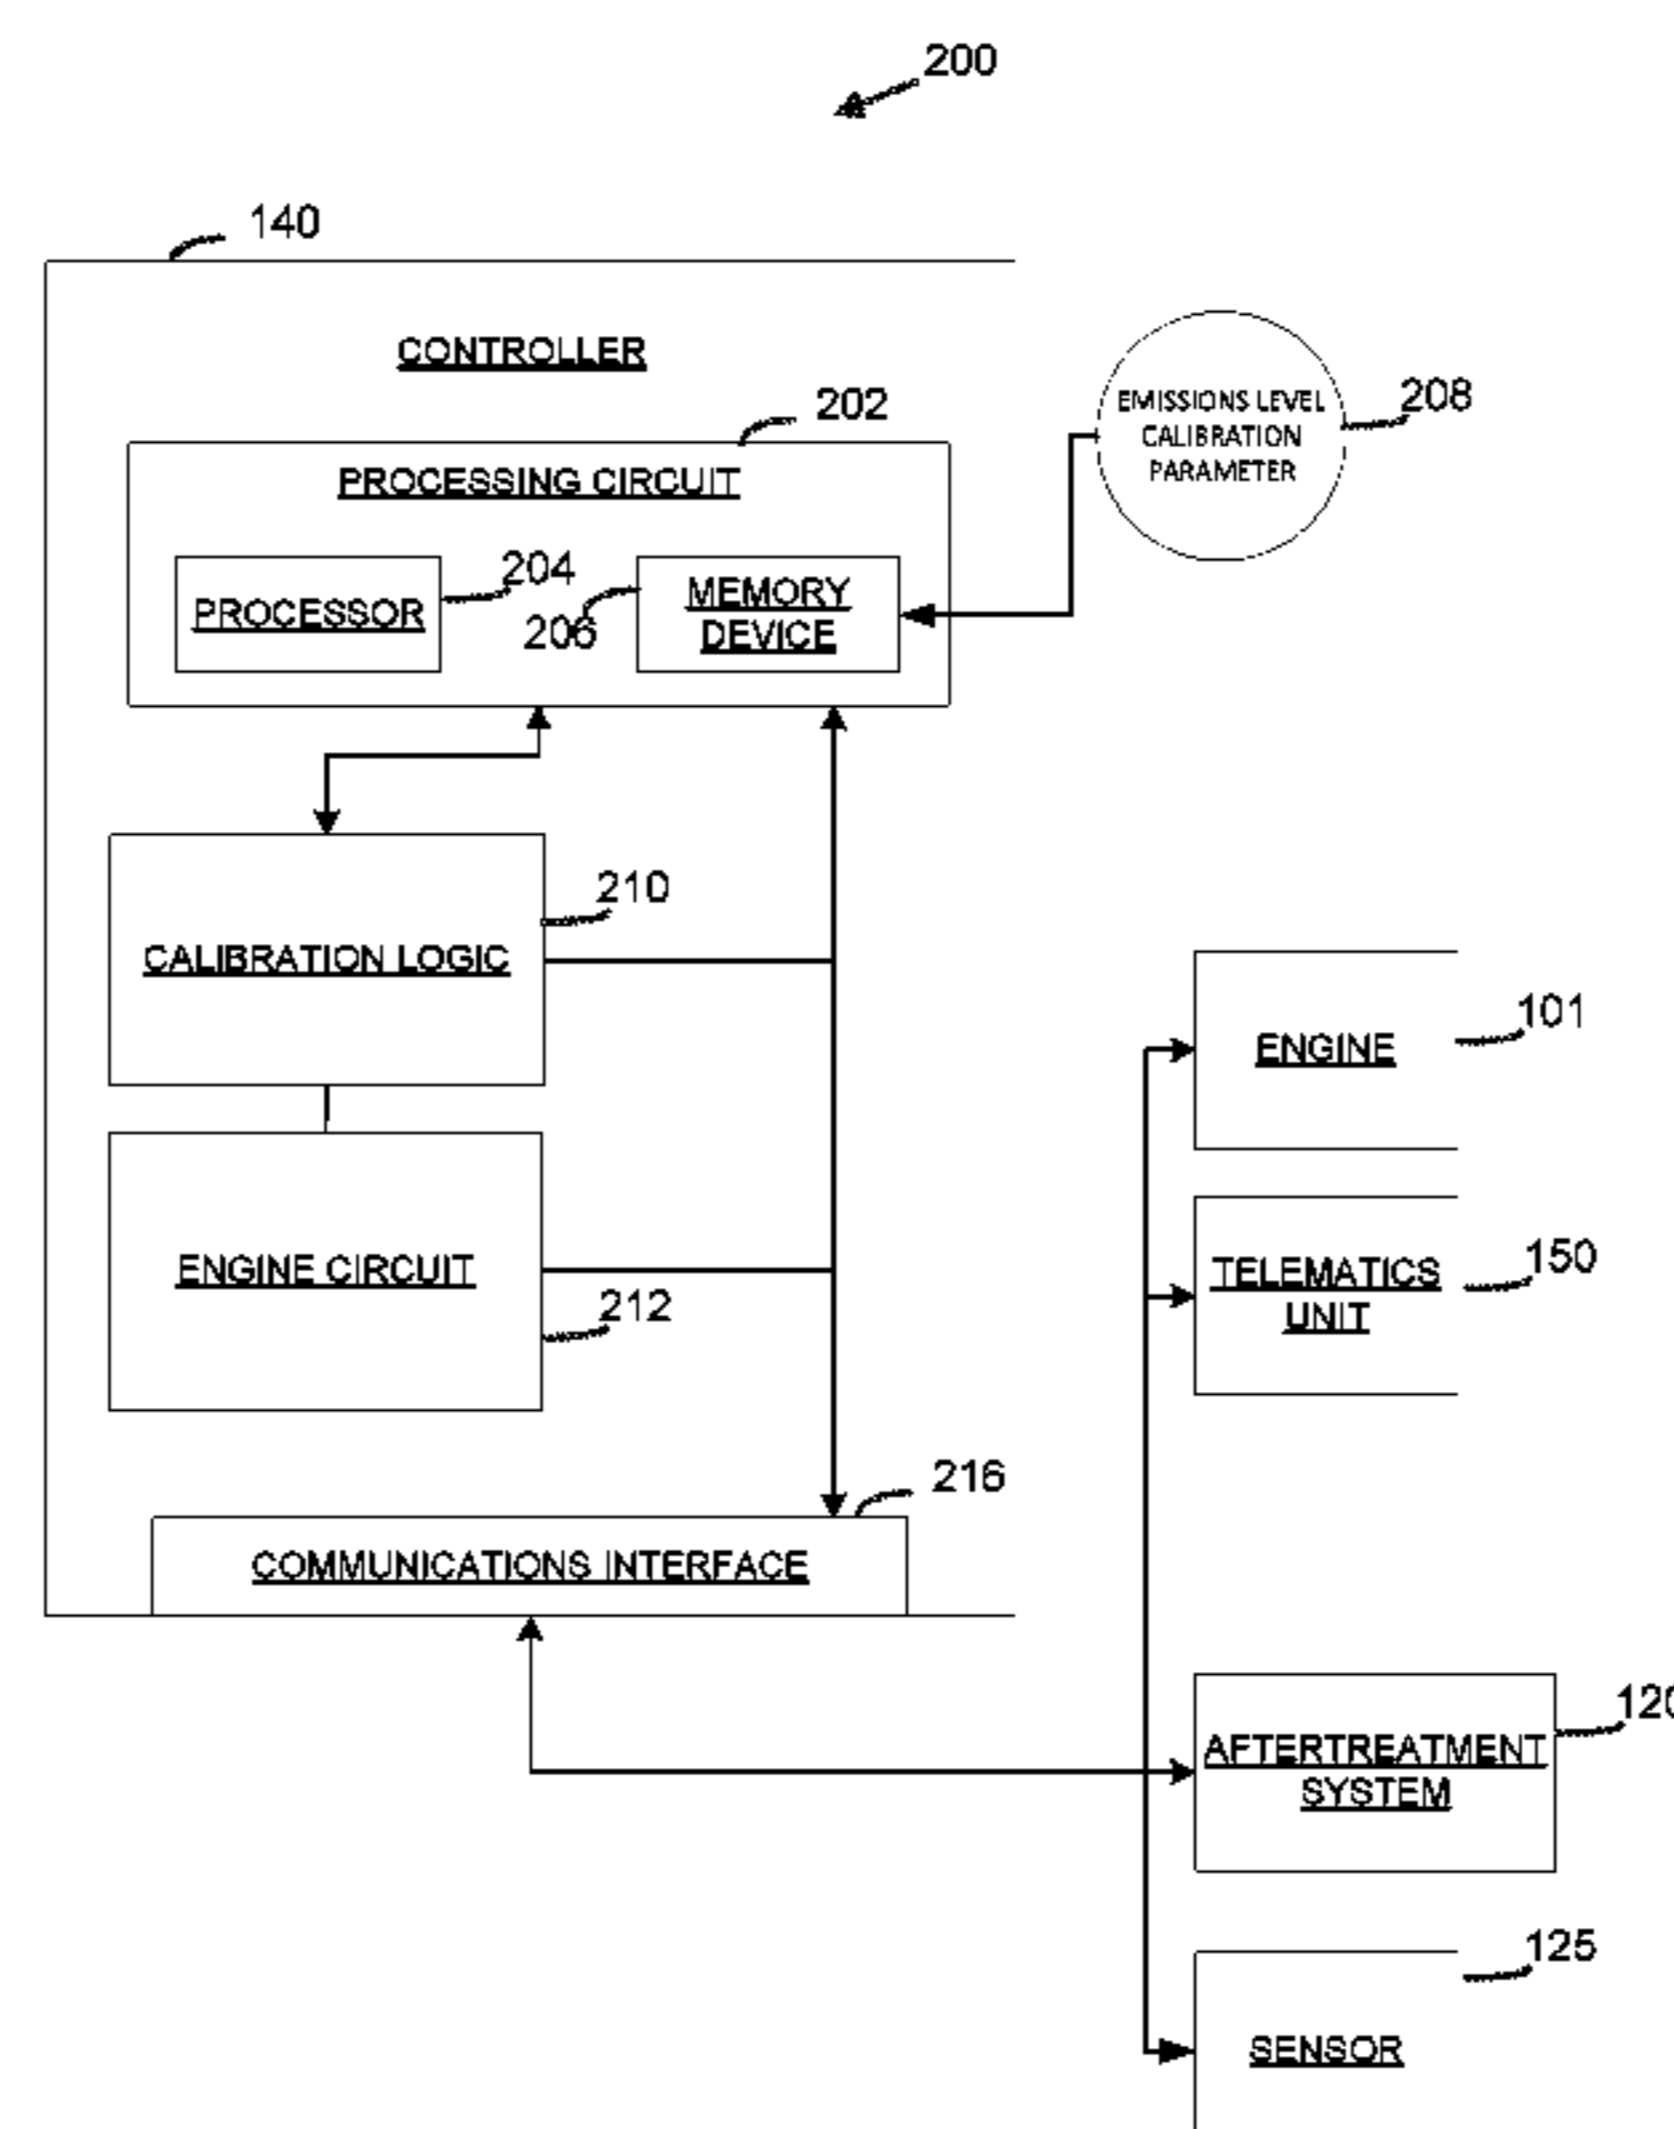 200
140
CONTROLLER
202
PROCESSING CIRCUIT
EMISSIONS LEVEL
CALIBRATION
PARAMETER
208
PROCESSOR
204
206
MEMORY
DEVICE
210
CALIBRATION LOGIC
ENGINE
101
ENGINE CIRCUIT
212
TELEMATICS
UNIT
150
216
COMMUNICATIONS INTERFACE
AFTERTREATMENT
SYSTEM
120
125
SENSOR